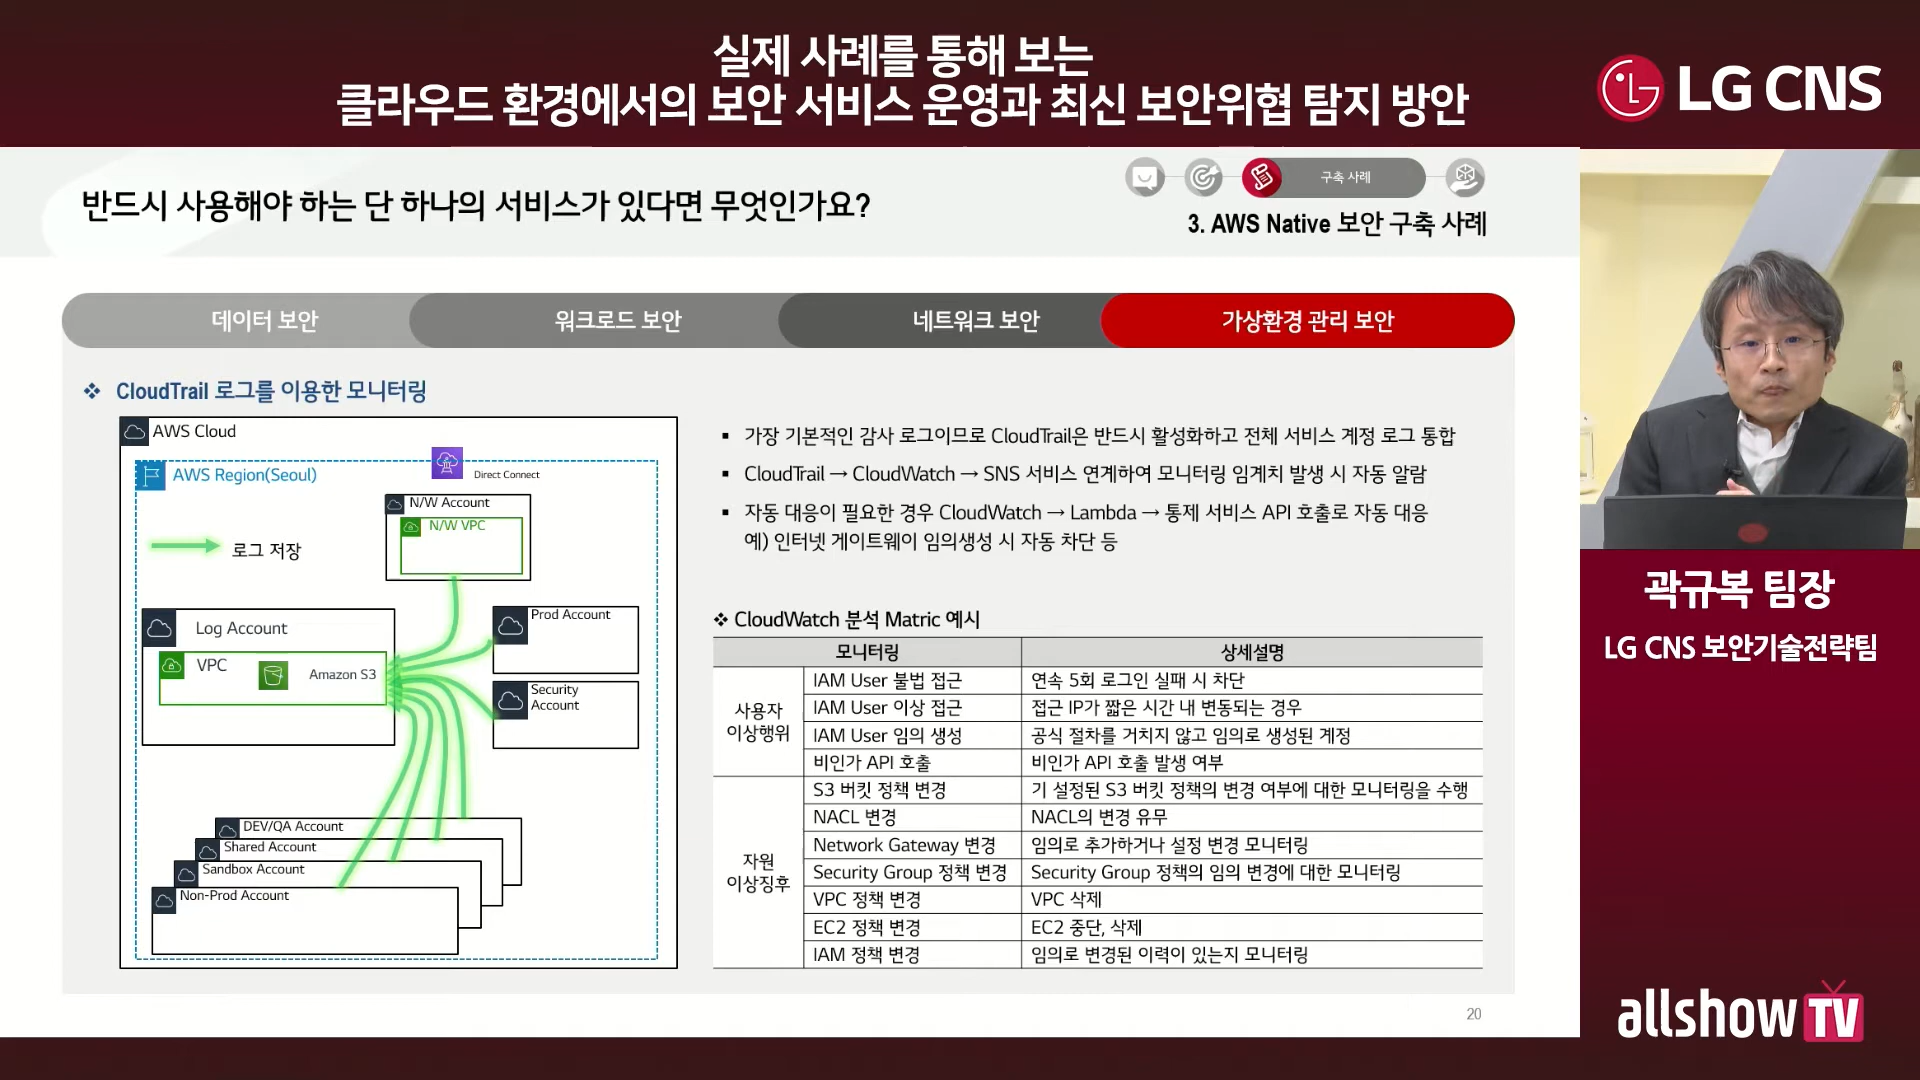 실제 사례를 통해 보는
클라우드 환경에서의 보안 서비스 운영과 최신 보안위협 탐지 방안
LG CNS
반드시 사용해야 하는 단 하나의 서비스가 있다면 무엇인가요?
구축 사례
3. AWS Native 보안 구축 사례
데이터 보안
워크로드 보안
네트워크 보안
가상환경 관리 보안
❖ CloudTrail 로그를 이용한 모니터링
AWS Cloud
AWS Region(Seoul)
Direct Connect
N/W Account
N/W VPC
로그 저장
Log Account
VPC
Amazon S3
Prod Account
Security
Account
DEV/QA Account
Shared Account
Sandbox Account
Non-Prod Account
▪ 가장 기본적인 감사 로그이므로 CloudTrail은 반드시 활성화하고 전체 서비스 계정 로그 통합
▪ CloudTrail → CloudWatch → SNS 서비스 연계하여 모니터링 임계치 발생 시 자동 알람
▪ 자동 대응이 필요한 경우 CloudWatch → Lambda → 통제 서비스 API 호출로 자동 대응
예) 인터넷 게이트웨이 임의생성 시 자동 차단 등
❖ CloudWatch 분석 Matric 예시
모니터링 상세설명
사용자
이상행위
IAM User 불법 접근 연속 5회 로그인 실패 시 차단
IAM User 이상 접근 접근 IP가 짧은 시간 내 변동되는 경우
IAM User 임의 생성 공식 절차를 거치지 않고 임의로 생성된 계정
비인가 API 호출 비인가 API 호출 발생 여부
자원
이상징후
S3 버킷 정책 변경 기 설정된 S3 버킷 정책의 변경 여부에 대한 모니터링을 수행
NACL 변경 NACL의 변경 유무
Network Gateway 변경 임의로 추가하거나 설정 변경 모니터링
Security Group 정책 변경 Security Group 정책의 임의 변경에 대한 모니터링
VPC 정책 변경 VPC 삭제
EC2 정책 변경 EC2 중단, 삭제
IAM 정책 변경 임의로 변경된 이력이 있는지 모니터링
20
곽규복 팀장
LG CNS 보안기술전략팀
allshow TV